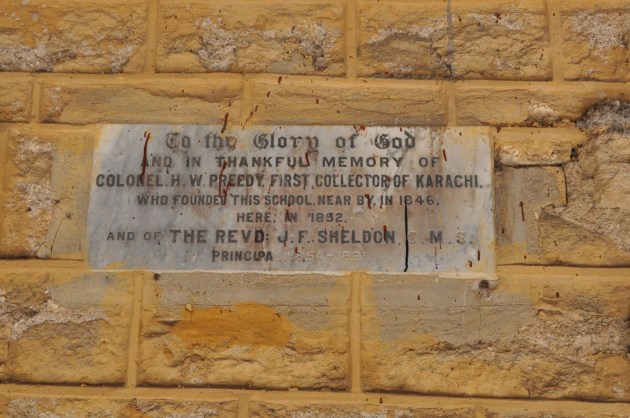 To the Glory of God
AND IN THANKFUL MEMORY OF
COLONEL H. W. PREEDY, FIRST COLLECTOR OF KARACHI,
WHO FOUNDED THIS SCHOOL NEAR BY, IN 1846,
HERE, IN 1852,
AND OF THE REVD: J. F. SHELDON, C. M. S.
PRINCIPA